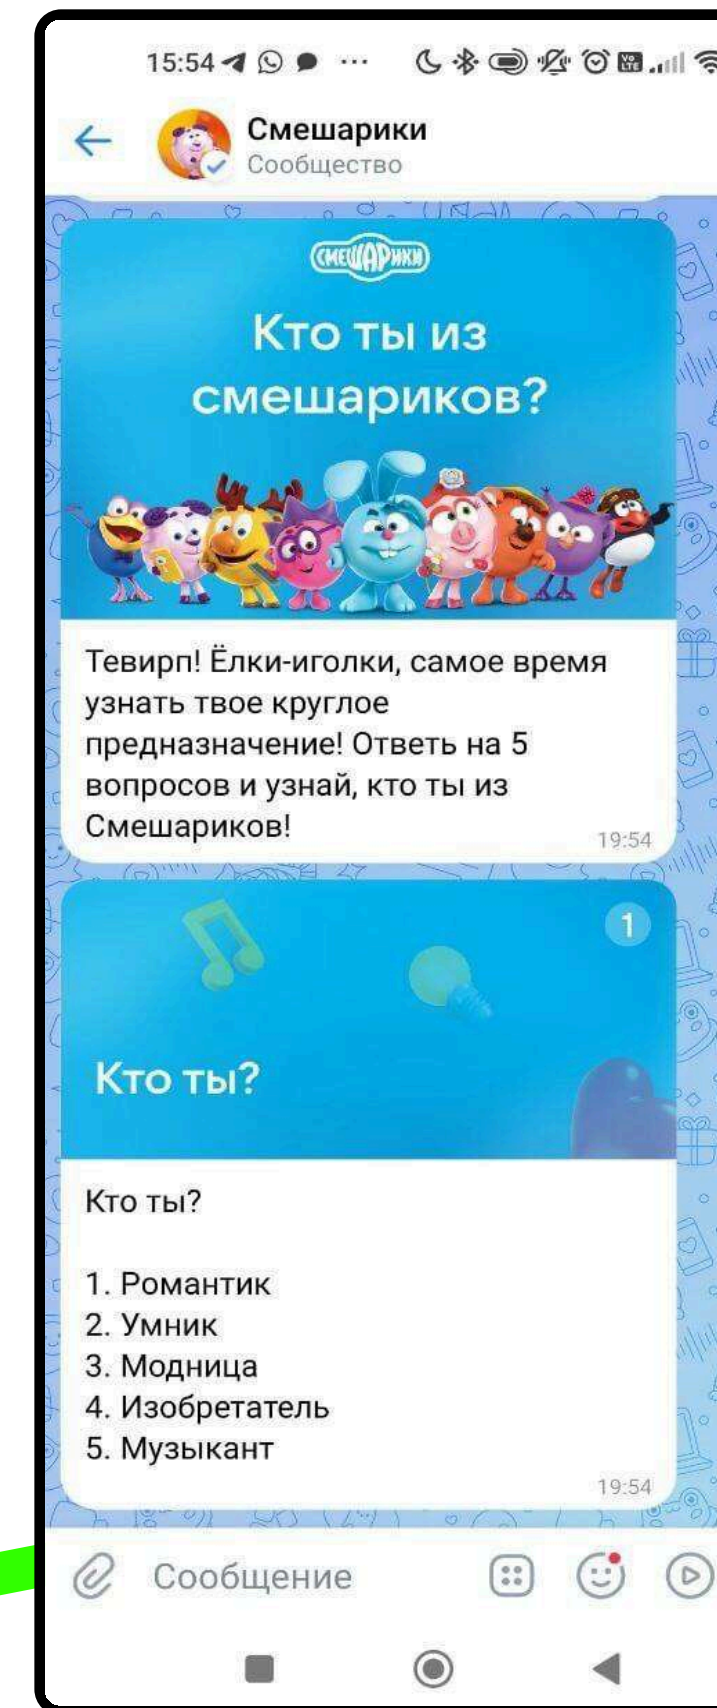 15:54
VO
LTE
Смешарики
Сообщество
СМЕШАРИКИ
Кто ты из
смешариков?
Тевирп! Ёлки-иголки, самое время
узнать твое круглое
предназначение! Ответь на 5
вопросов и узнай, кто ты из
Смешариков!
19:54
1
Кто ты?
Кто ты?
1. Романтик
2. Умник
3. Модница
4. Изобретатель
5. Музыкант
19:54
Сообщение